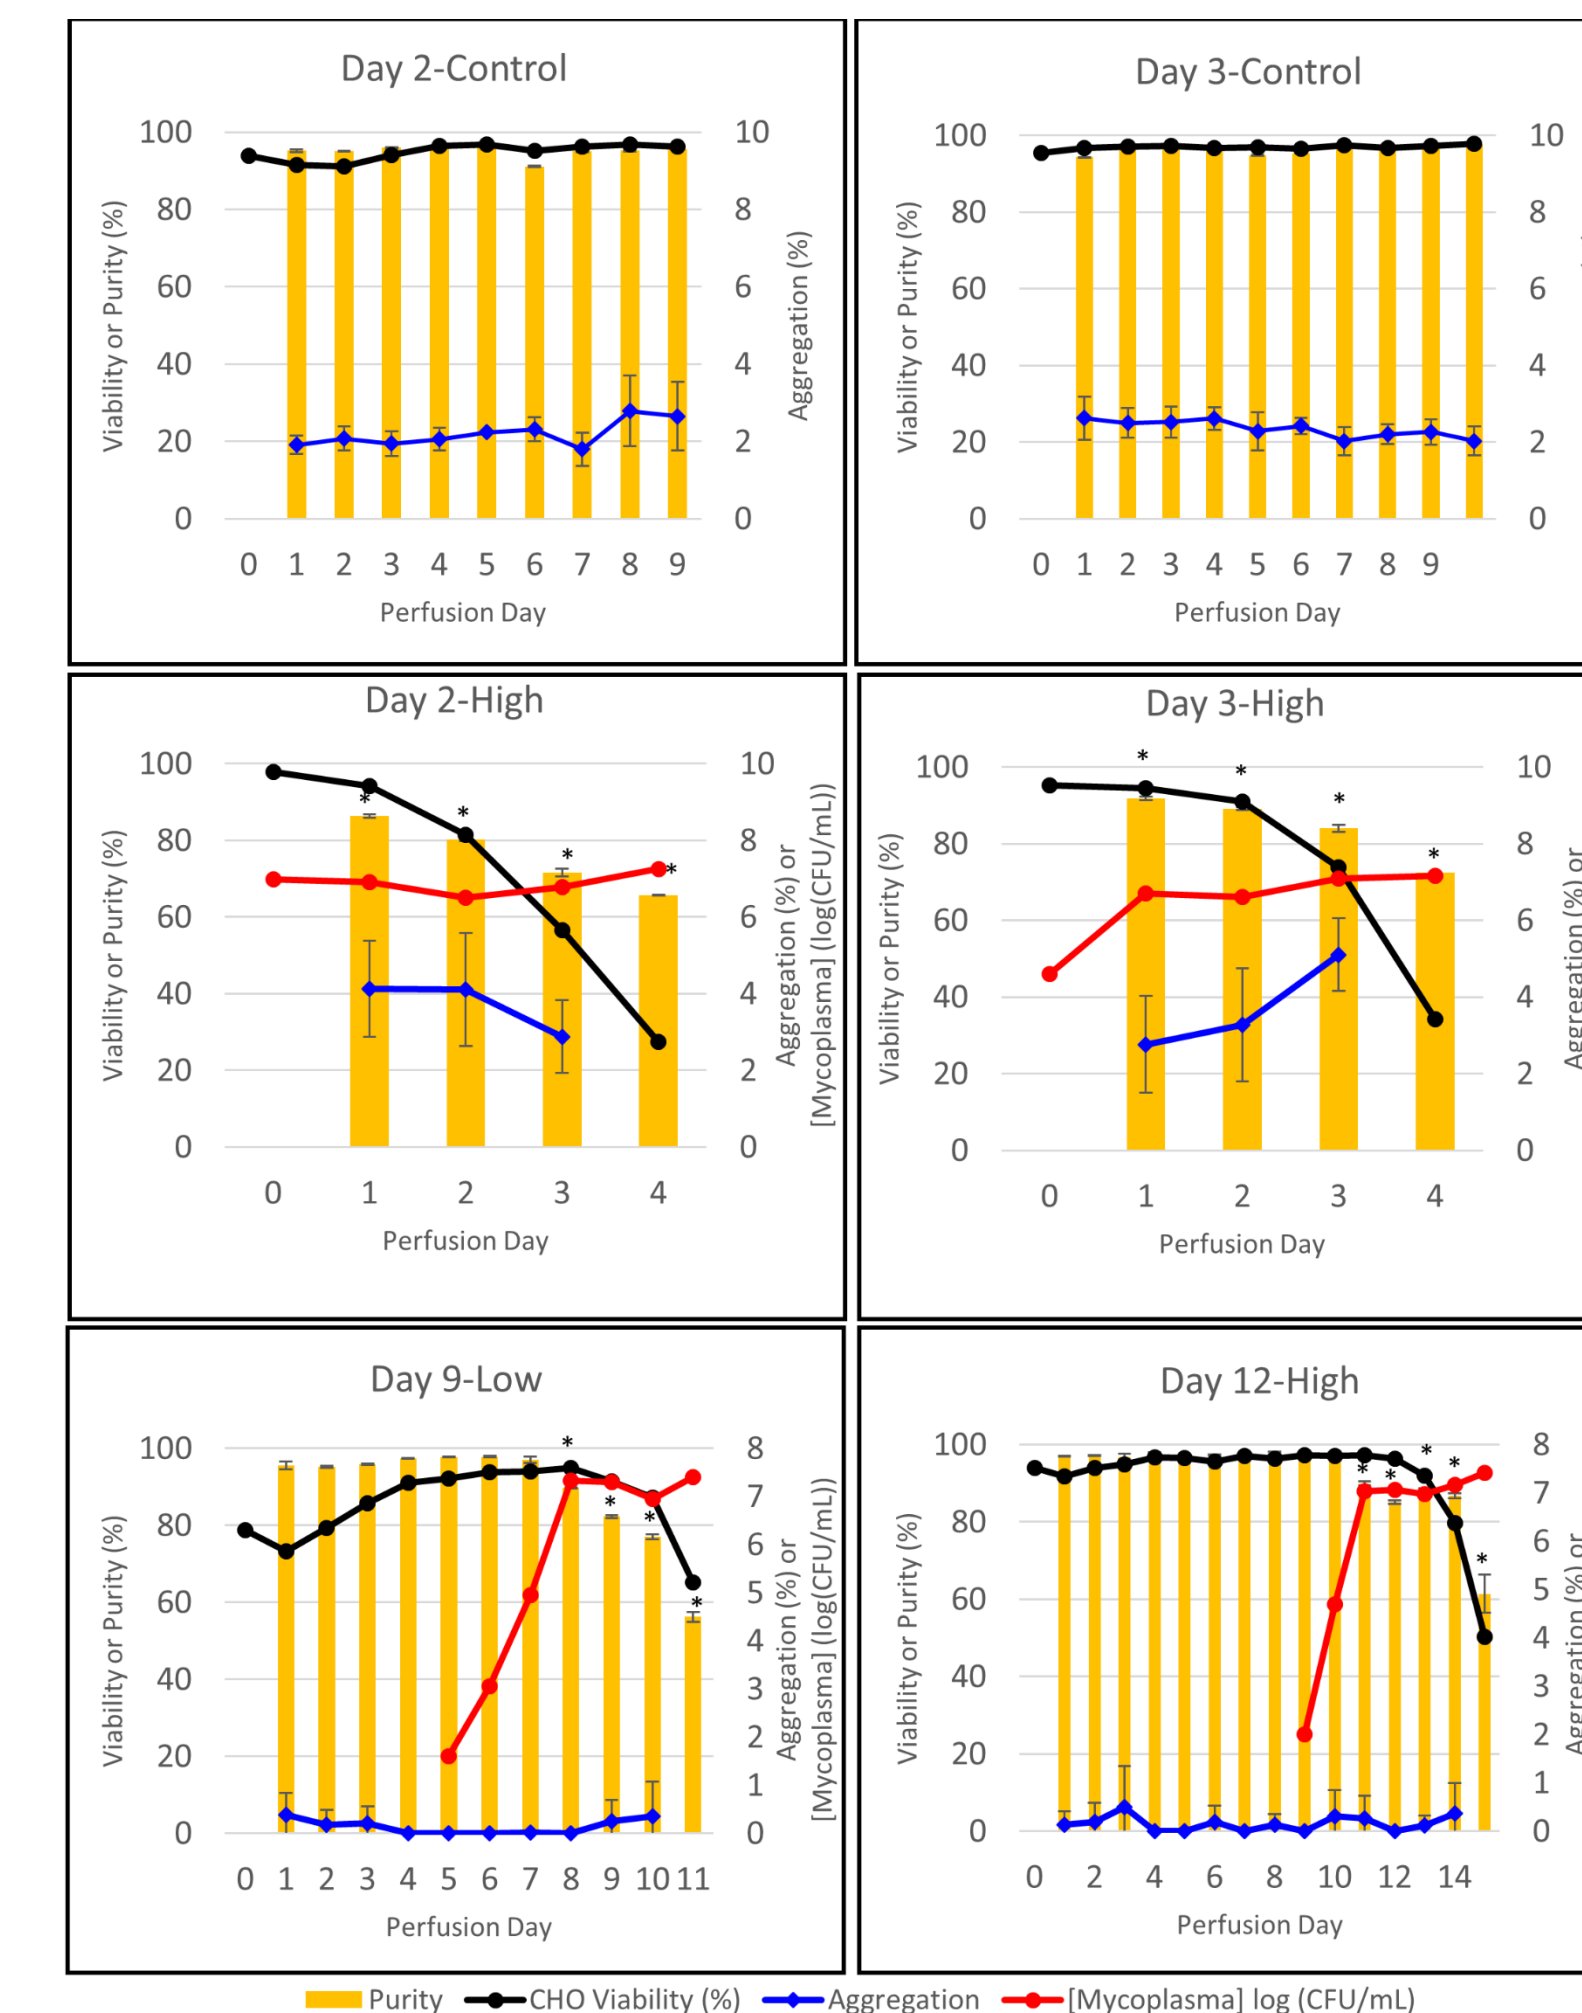 Day 2-Control
100
80
60
40
20
0
10
8
6
4
2
0
Viability or Purity (%)
Aggregation (%)
0 1 2 3 4 5 6 7 8 9
Perfusion Day
Day 3-Control
100
80
60
40
20
0
10
8
6
4
2
0
Viability or Purity (%)
0 1 2 3 4 5 6 7 8 9
Perfusion Day
Day 2-High
100
80
60
40
20
0
10
8
6
4
2
0
Viability or Purity (%)
Aggregation (%) or
[Mycoplasma] (log(CFU/mL))
* * * *
0 1 2 3 4
Perfusion Day
Day 3-High
100
80
60
40
20
0
10
8
6
4
2
0
Viability or Purity (%)
Aggregation (%) or
* * * *
0 1 2 3 4
Perfusion Day
Day 9-Low
100
80
60
40
20
0
8
7
6
5
4
3
2
1
0
Viability or Purity (%)
Aggregation (%) or
[Mycoplasma] (log(CFU/mL))
* * * *
0 1 2 3 4 5 6 7 8 9 10 11
Perfusion Day
Day 12-High
100
80
60
40
20
0
8
7
6
5
4
3
2
1
0
Viability or Purity (%)
Aggregation (%) or
* * * * *
0 2 4 6 8 10 12 14
Perfusion Day
Purity CHO Viability (%) Aggregation [Mycoplasma] log (CFU/mL)